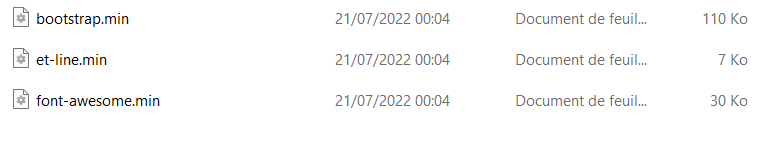 bootstrap.min 21/07/2022 00:04 Document de feuil... 110 Ko
et-line.min 21/07/2022 00:04 Document de feuil... 7 Ko
font-awesome.min 21/07/2022 00:04 Document de feuil... 30 Ko